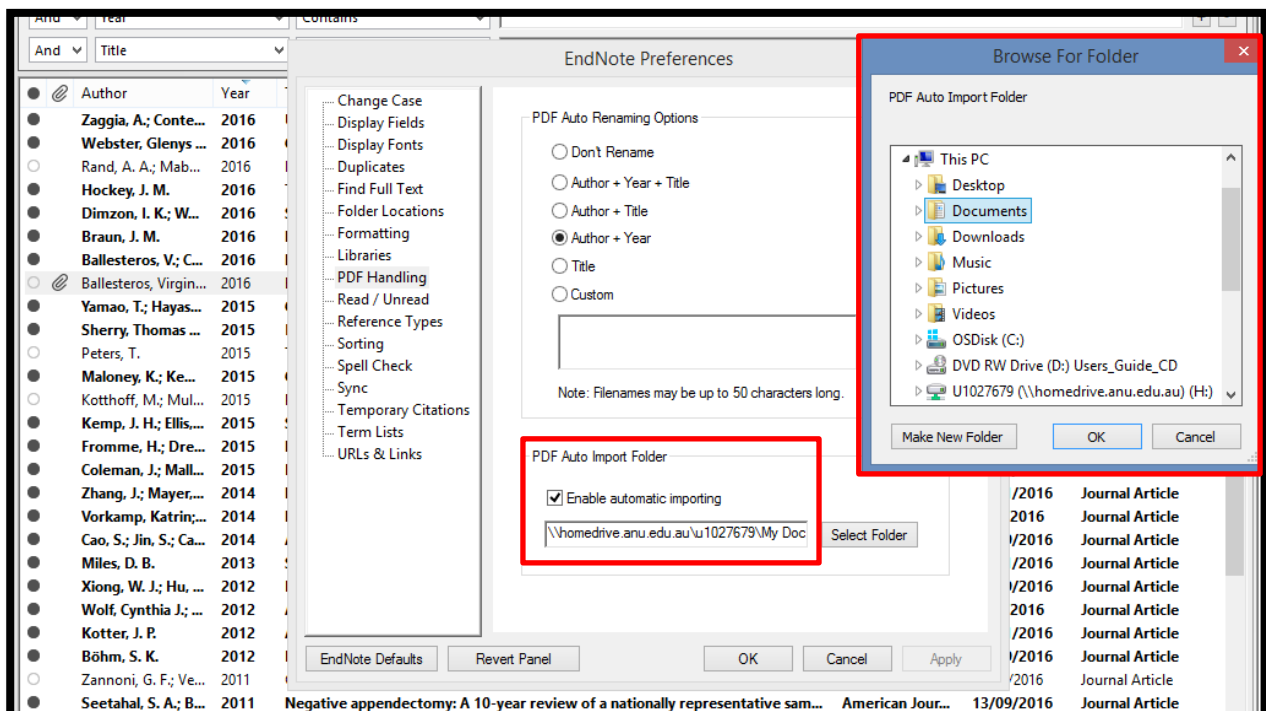 And Year Contains + -
And Title
EndNote Preferences
Browse For Folder
PDF Auto Import Folder
This PC
Desktop
Documents
Downloads
Music
Pictures
Videos
OSDisk (C:)
DVD RW Drive (D:) Users_Guide_CD
U1027679 (\\homedrive.anu.edu.au) (H:)
Make New Folder OK Cancel
Change Case
Display Fields
Display Fonts
Duplicates
Find Full Text
Folder Locations
Formatting
Libraries
PDF Handling
Read / Unread
Reference Types
Sorting
Spell Check
Sync
Temporary Citations
Term Lists
URLs & Links
PDF Auto Renaming Options
Don't Rename
Author + Year + Title
Author + Title
Author + Year
Title
Custom
Note: Filenames may be up to 50 characters long.
PDF Auto Import Folder
Enable automatic importing
\\homedrive.anu.edu.au\u1027679\My Doc Select Folder
EndNote Defaults Revert Panel OK Cancel Apply
Author Year
Zaggia, A.; Conte... 2016
Webster, Glenys ... 2016
Rand, A. A.; Mab... 2016
Hockey, J. M. 2016
Dimzon, I. K.; W... 2016
Braun, J. M. 2016
Ballesteros, V.; C... 2016
Ballesteros, Virgin... 2016
Yamao, T.; Hayas... 2015
Sherry, Thomas ... 2015
Peters, T. 2015
Maloney, K.; Ke... 2015
Kotthoff, M.; Mul... 2015
Kemp, J. H.; Ellis,... 2015
Fromme, H.; Dre... 2015
Coleman, J.; Mall... 2015
Zhang, J.; Mayer,... 2014 /2016 Journal Article
Vorkamp, Katrin;... 2014 2016 Journal Article
Cao, S.; Jin, S.; Ca... 2014 /2016 Journal Article
Miles, D. B. 2013 /2016 Journal Article
Xiong, W. J.; Hu, ... 2012 /2016 Journal Article
Wolf, Cynthia J.; ... 2012 2016 Journal Article
Kotter, J. P. 2012 /2016 Journal Article
Böhm, S. K. 2012 /2016 Journal Article
Zannoni, G. F.; Ve... 2011 /2016 Journal Article
Seetahal, S. A.; B... 2011 Negative appendectomy: A 10-year review of a nationally representative sam... American Jour... 13/09/2016 Journal Article